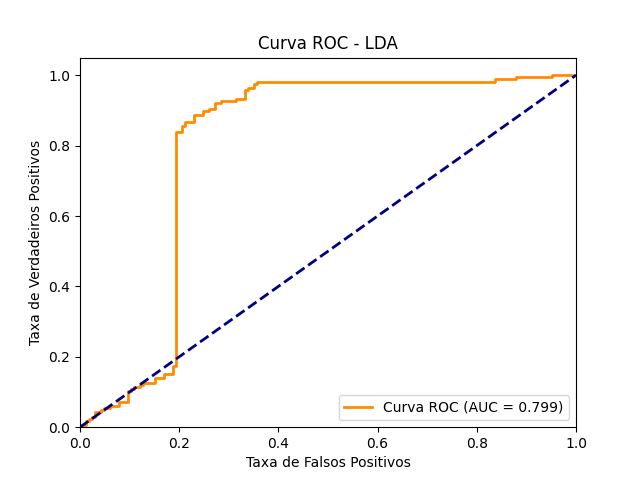 Curva ROC - LDA
Taxa de Verdadeiros Positivos
1.0
0.8
0.6
0.4
0.2
0.0
0.0 0.2 0.4 0.6 0.8 1.0
Taxa de Falsos Positivos
Curva ROC (AUC = 0.799)